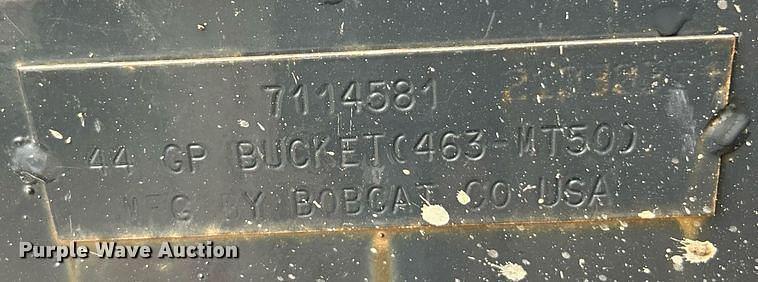 7114581
44 GP BUCKET(463-MT50)
MFG BY BOBCAT CO-USA
Purple Wave Auction